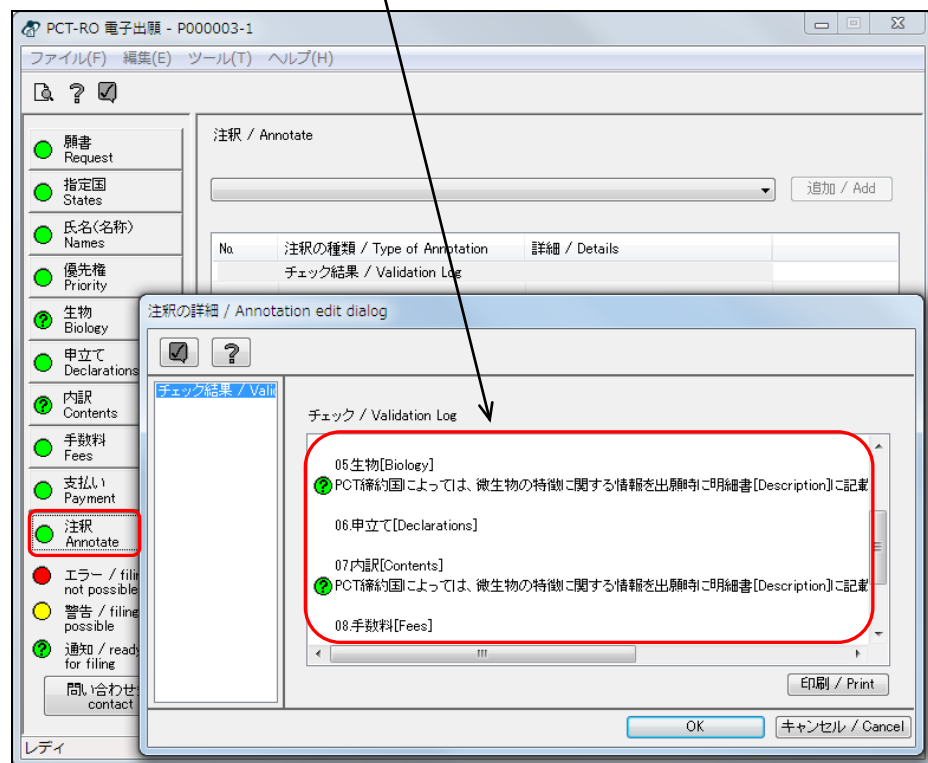 PCT-RO 電子出願 - P000003-1
ファイル(F) 編集(E) ツール(T) ヘルプ(H)
願書
Request
指定国
States
氏名(名称)
Names
優先権
Priority
生物
Biology
申立て
Declarations
内訳
Contents
手数料
Fees
支払い
Payment
注釈
Annotate
エラー / filin
not possible
警告 / filing
possible
通知 / ready
for filing
問い合わせ
contact
レディ
注釈 / Annotate
追加 / Add
No. 注釈の種類 / Type of Annotation 詳細 / Details
チェック結果 / Validation Log
注釈の詳細 / Annotation edit dialog
チェック結果 / Valid
チェック / Validation Log
05.生物[Biology]
PCT締約国によっては、微生物の特徴に関する情報を出願時に明細書[Description]に記載
06.申立て[Declarations]
07.内訳[Contents]
PCT締約国によっては、微生物の特徴に関する情報を出願時に明細書[Description]に記載
08.手数料[Fees]
印刷 / Print
OK
キャンセル / Cancel